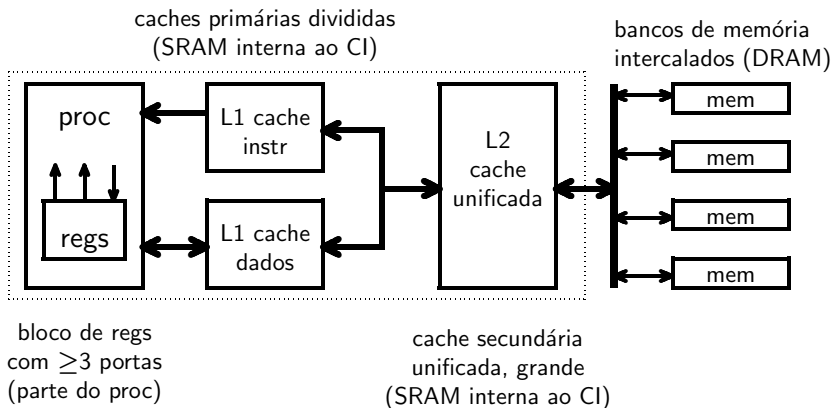 caches primárias divididas
(SRAM interna ao CI)
bancos de memória
intercalados (DRAM)
proc
regs
L1 cache
instr
L1 cache
dados
L2
cache
unificada
mem
mem
mem
mem
bloco de regs
com ≥3 portas
(parte do proc)
cache secundária
unificada, grande
(SRAM interna ao CI)